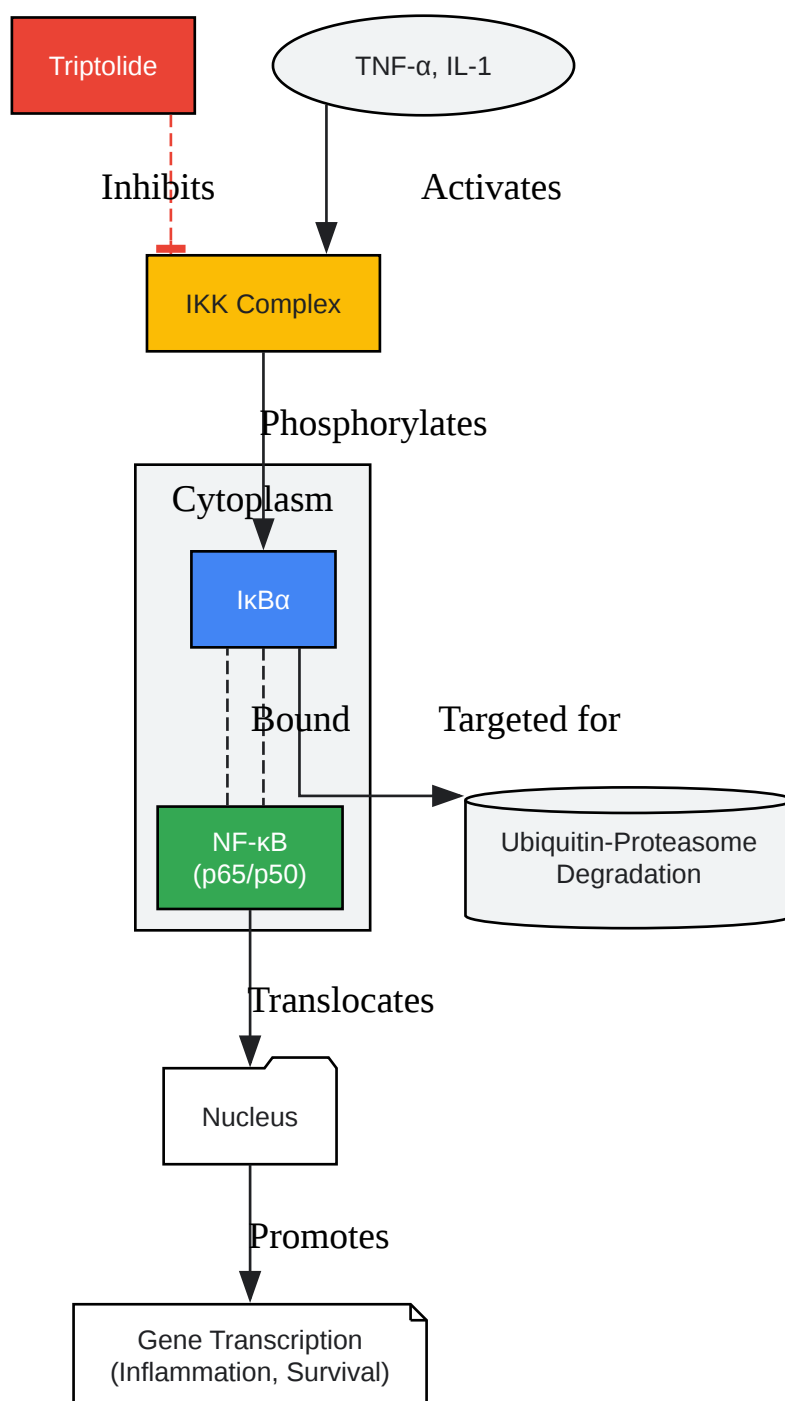 Triptolide
TNF-α, IL-1
Inhibits
Activates
IKK Complex
Phosphorylates
Cytoplasm
IκBα
Bound
Targeted for
NF-κB
(p65/p50)
Ubiquitin-Proteasome
Degradation
Translocates
Nucleus
Promotes
Gene Transcription
(Inflammation, Survival)